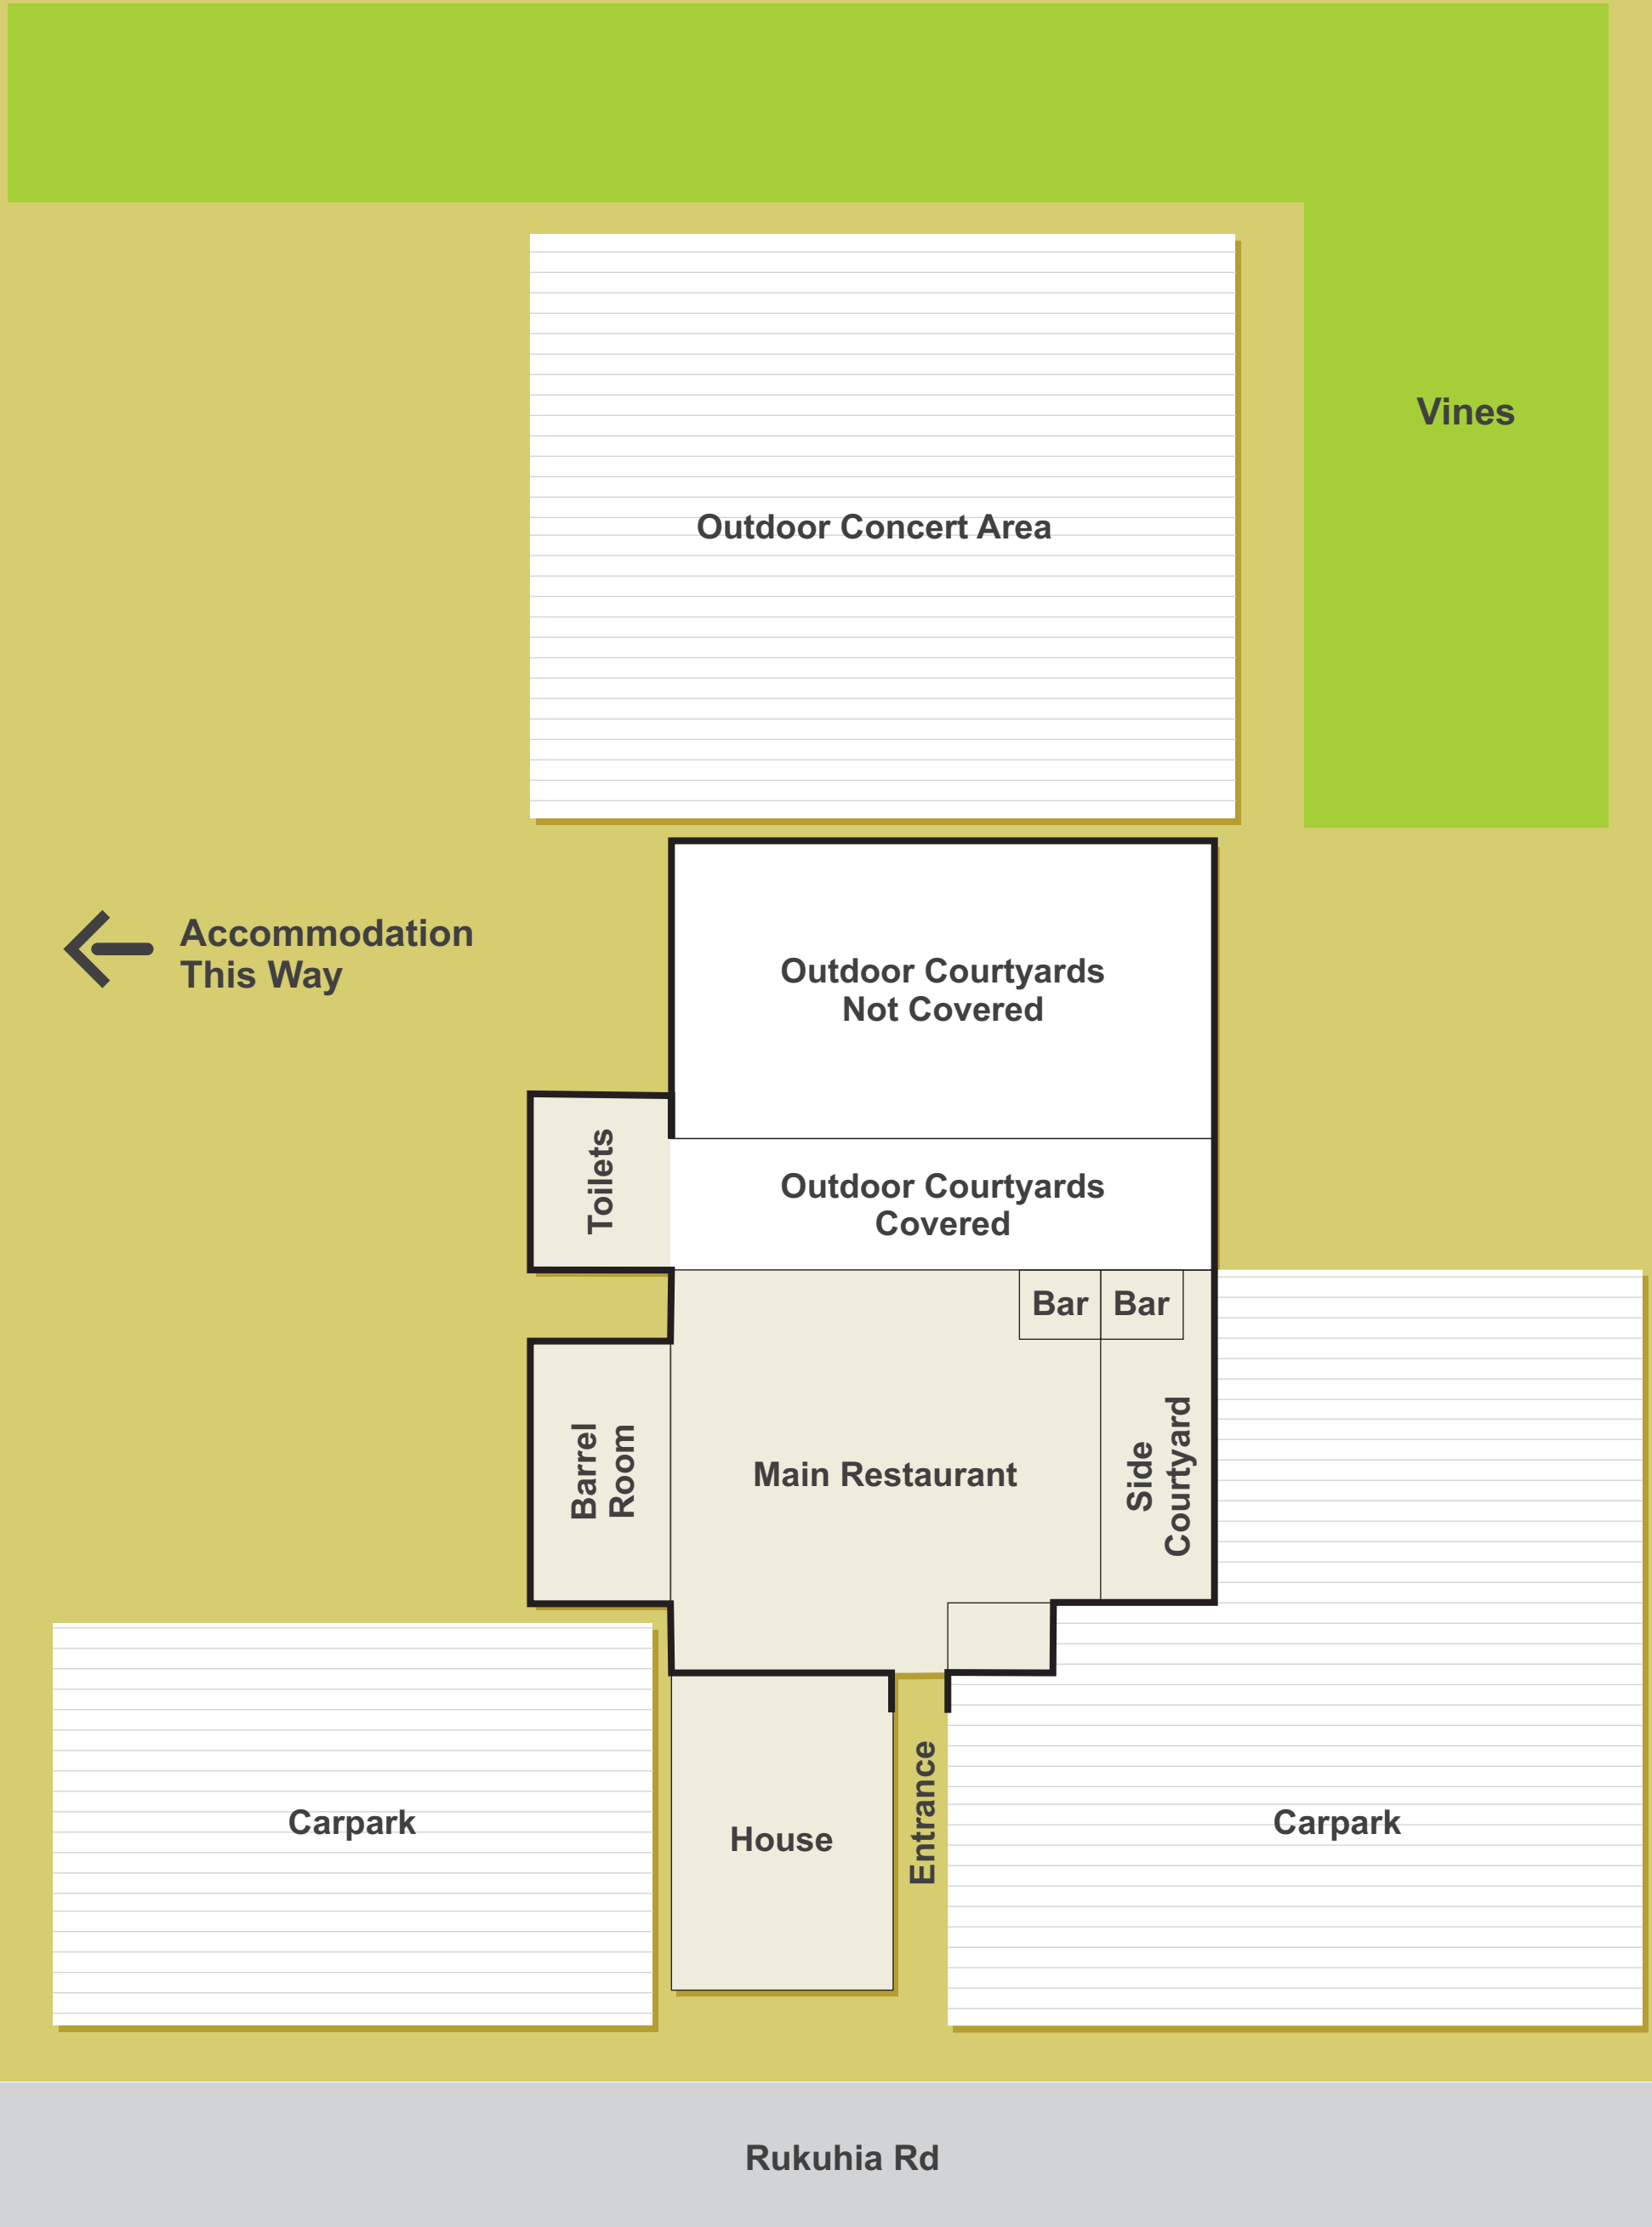 Vines
Outdoor Concert Area
Accommodation
This Way
Outdoor Courtyards
Not Covered
Toilets
Outdoor Courtyards
Covered
Bar
Bar
Barrel
Room
Main Restaurant
Side
Courtyard
Carpark
House
Entrance
Carpark
Rukuhia Rd